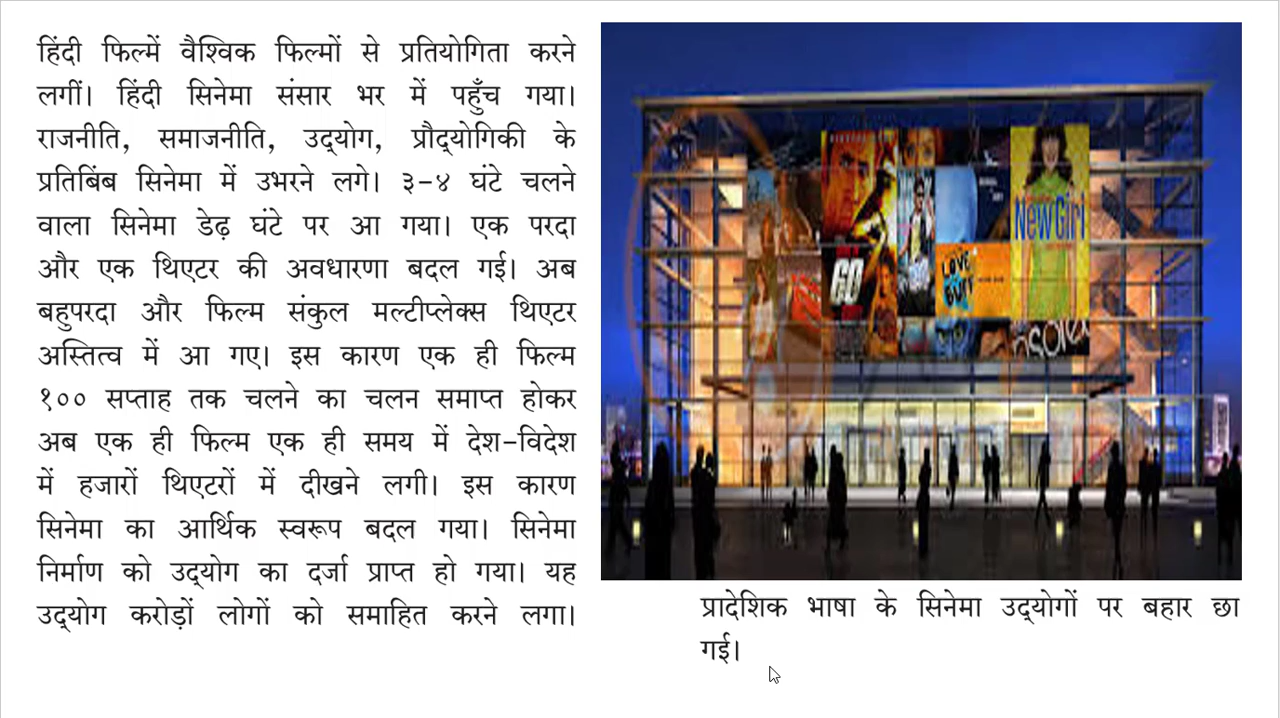 हिंदी फिल्में वैश्विक फिल्मों से प्रतियोगिता करने
लगीं। हिंदी सिनेमा संसार भर में पहुँच गया।
राजनीति, समाजनीति, उद्‌योग, प्रौद्‌योगिकी के
प्रतिबिंब सिनेमा में उभरने लगे। ३-४ घंटे चलने
वाला सिनेमा डेढ़ घंटे पर आ गया। एक परदा
और एक थिएटर की अवधारणा बदल गई। अब
बहुपरदा और फिल्म संकुल मल्टीप्लेक्स थिएटर
अस्तित्व में आ गए। इस कारण एक ही फिल्म
१०० सप्ताह तक चलने का चलन समाप्त होकर
अब एक ही फिल्म एक ही समय में देश-विदेश
में हजारों थिएटरों में दीखने लगी। इस कारण
सिनेमा का आर्थिक स्वरूप बदल गया। सिनेमा
निर्माण को उद्‌योग का दर्जा प्राप्त हो गया। यह
उद्‌योग करोड़ों लोगों को समाहित करने लगा।
New Girl
GO
LOVE
प्रादेशिक भाषा के सिनेमा उद्‌योगों पर बहार छा
गई।